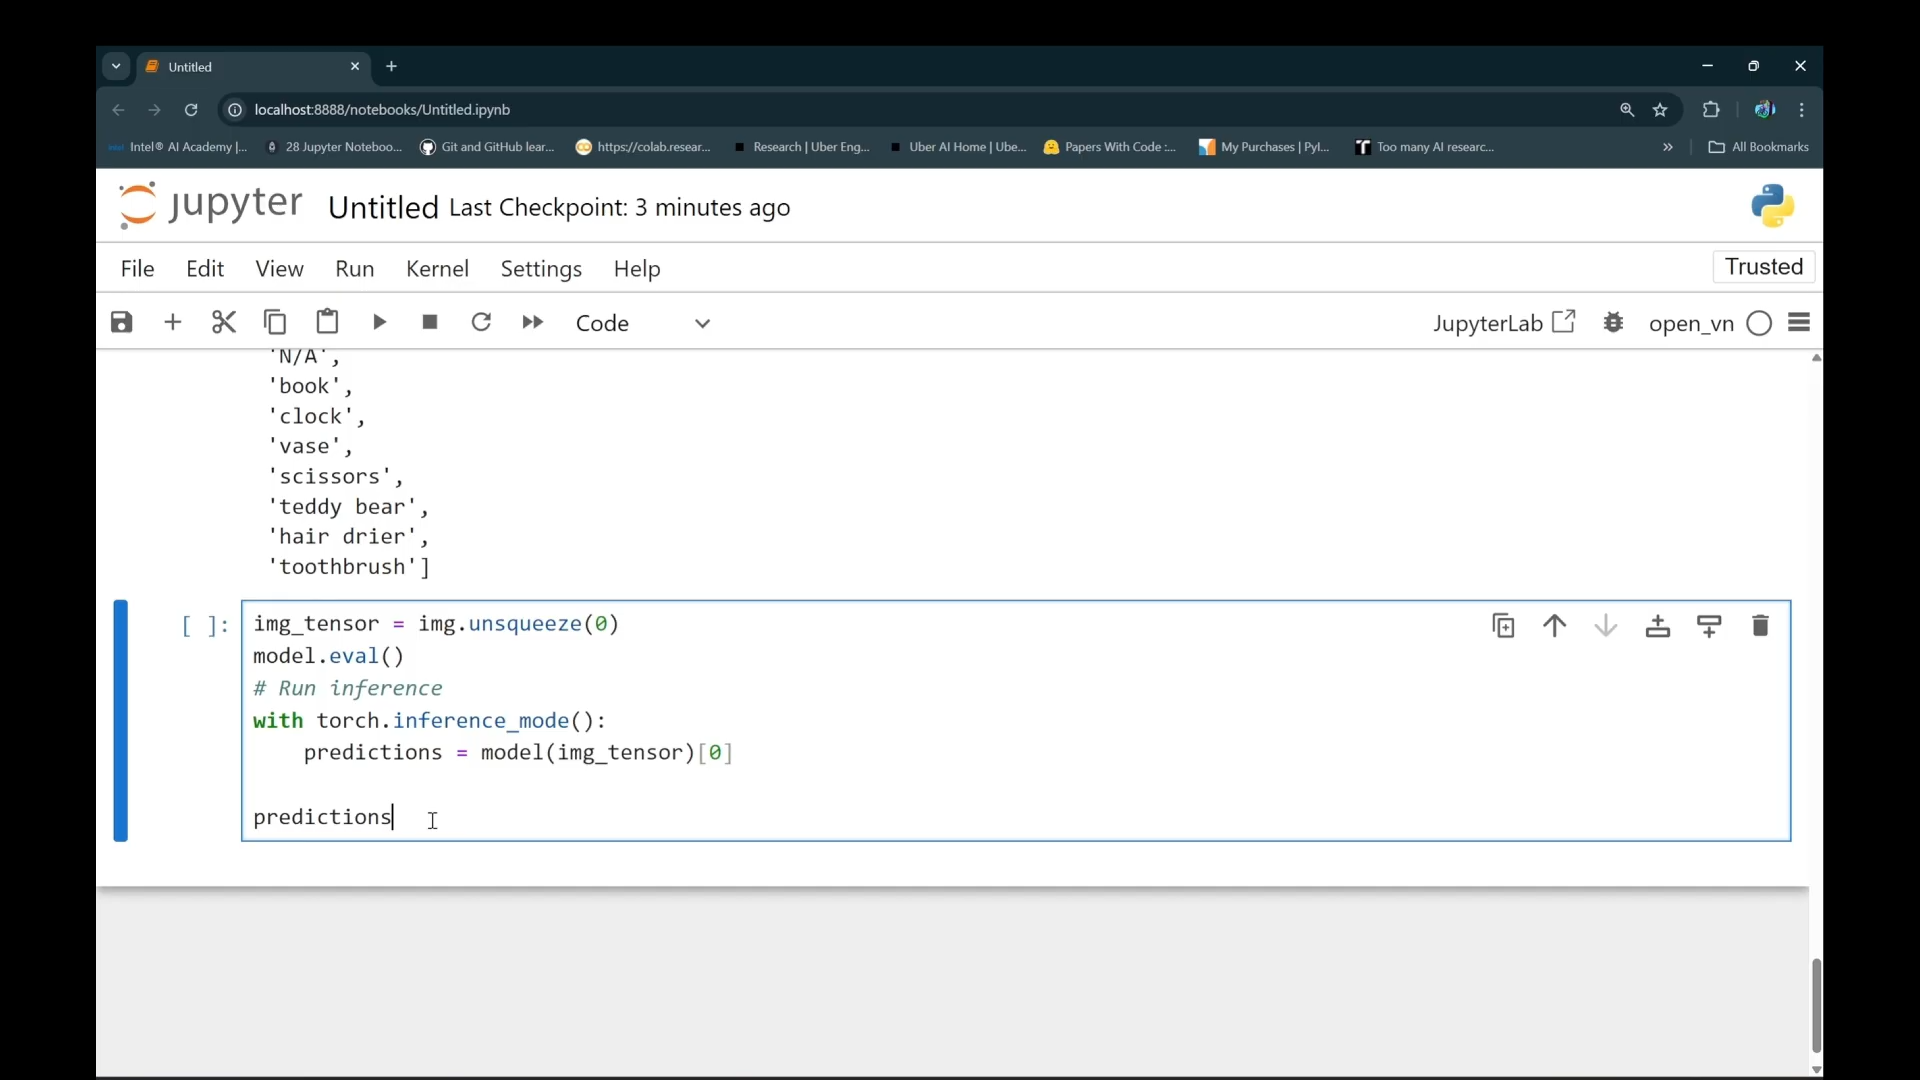 Untitled
localhost:8888/notebooks/Untitled.ipynb
Intel® AI Academy |...
28 Jupyter Noteboo...
Git and GitHub lear...
https://colab.resear...
Research | Uber Eng...
Uber AI Home | Ube...
Papers With Code :...
My Purchases | PyI...
Too many AI researc...
All Bookmarks
jupyter Untitled Last Checkpoint: 3 minutes ago
File Edit View Run Kernel Settings Help
Trusted
Code
JupyterLab
open_vn
'N/A',
'book',
'clock',
'vase',
'scissors',
'teddy bear',
'hair drier',
'toothbrush']
[ ]: img_tensor = img.unsqueeze(0)
model.eval()
# Run inference
with torch.inference_mode():
    predictions = model(img_tensor)[0]
predictions